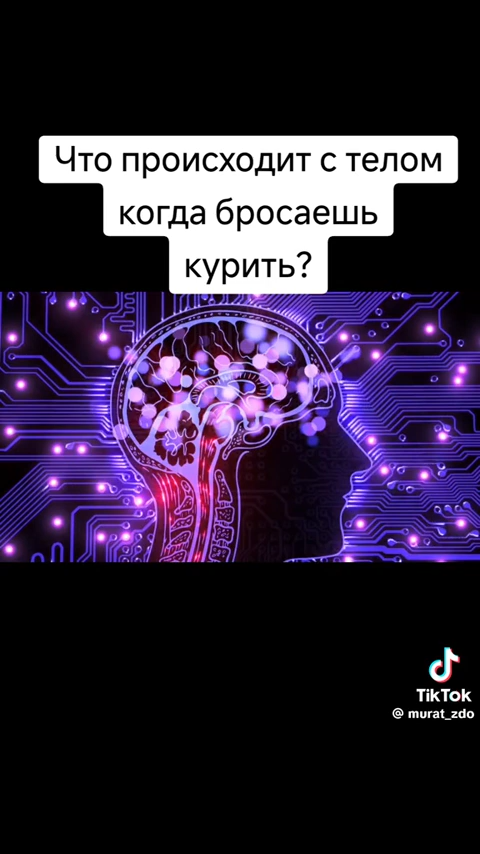 Что происходит с телом
когда бросаешь
курить?
TikTok
@ murat_zdo